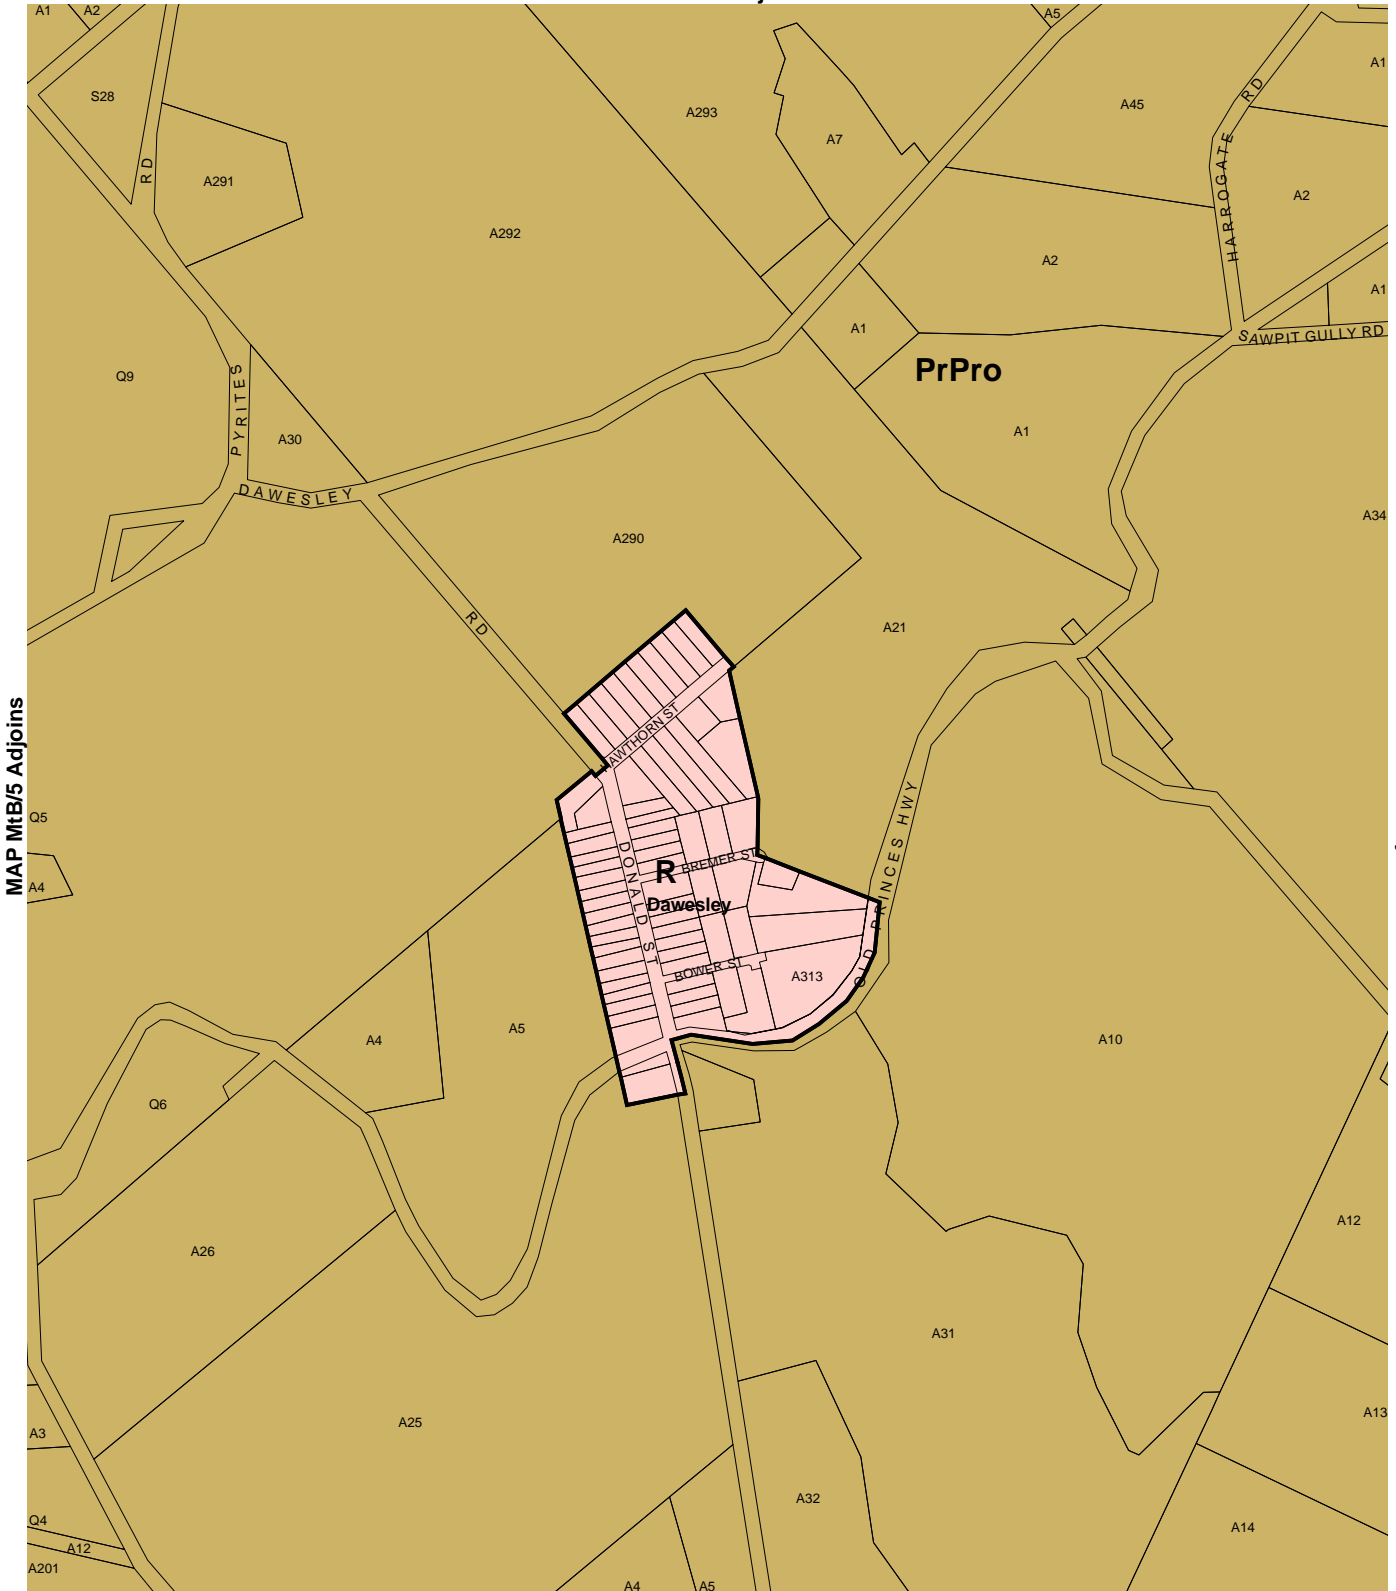 A1
A2
A5
A1
S28
RD
A293
A45
RD
A7
HARROGATE
RD
A291
A2
A292
A2
A1
A1
SAWPIT GULLY RD
PrPro
Q9
PYRITES
A30
A1
DAWESLEY
A34
A290
RD
A21
HAWTHORN ST
MAP MtB/5 Adjoins
Q5
OLD PRINCES HWY
DONALD ST
BREMER ST
R
A4
Dawesley
BOWER ST
A313
A5
A4
A10
Q6
A12
A26
A31
A25
A13
A3
A32
Q4
A14
A12
A201
A4
A5